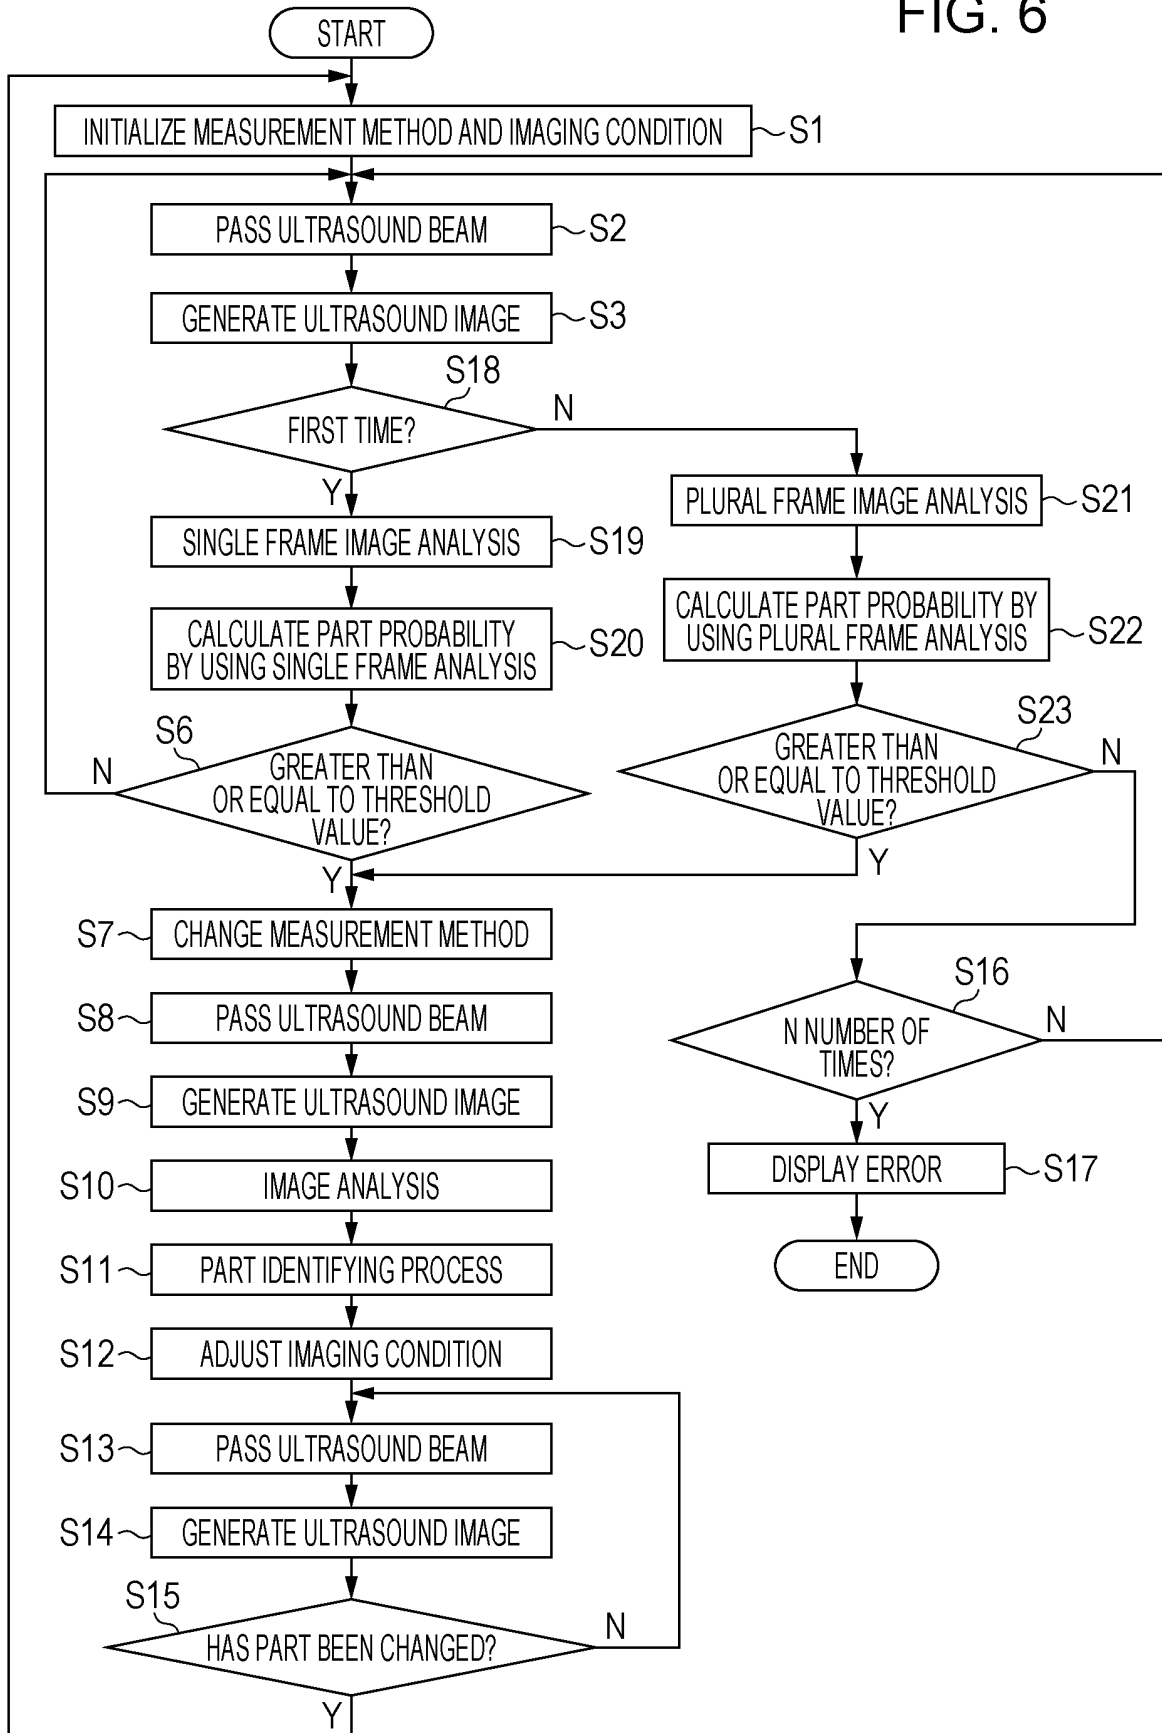 FIG. 6
START
INITIALIZE MEASUREMENT METHOD AND IMAGING CONDITION
S1
PASS ULTRASOUND BEAM
S2
GENERATE ULTRASOUND IMAGE
S3
S18
FIRST TIME?
N
Y
SINGLE FRAME IMAGE ANALYSIS
S19
PLURAL FRAME IMAGE ANALYSIS
S21
CALCULATE PART PROBABILITY
BY USING SINGLE FRAME ANALYSIS
S20
CALCULATE PART PROBABILITY BY
USING PLURAL FRAME ANALYSIS
S22
S6
GREATER THAN
OR EQUAL TO THRESHOLD
VALUE?
N
Y
S23
GREATER THAN
OR EQUAL TO THRESHOLD
VALUE?
N
Y
S7
CHANGE MEASUREMENT METHOD
S8
PASS ULTRASOUND BEAM
S9
GENERATE ULTRASOUND IMAGE
S10
IMAGE ANALYSIS
S11
PART IDENTIFYING PROCESS
S12
ADJUST IMAGING CONDITION
S13
PASS ULTRASOUND BEAM
S14
GENERATE ULTRASOUND IMAGE
S15
HAS PART BEEN CHANGED?
N
Y
S16
N NUMBER OF
TIMES?
N
Y
DISPLAY ERROR
S17
END